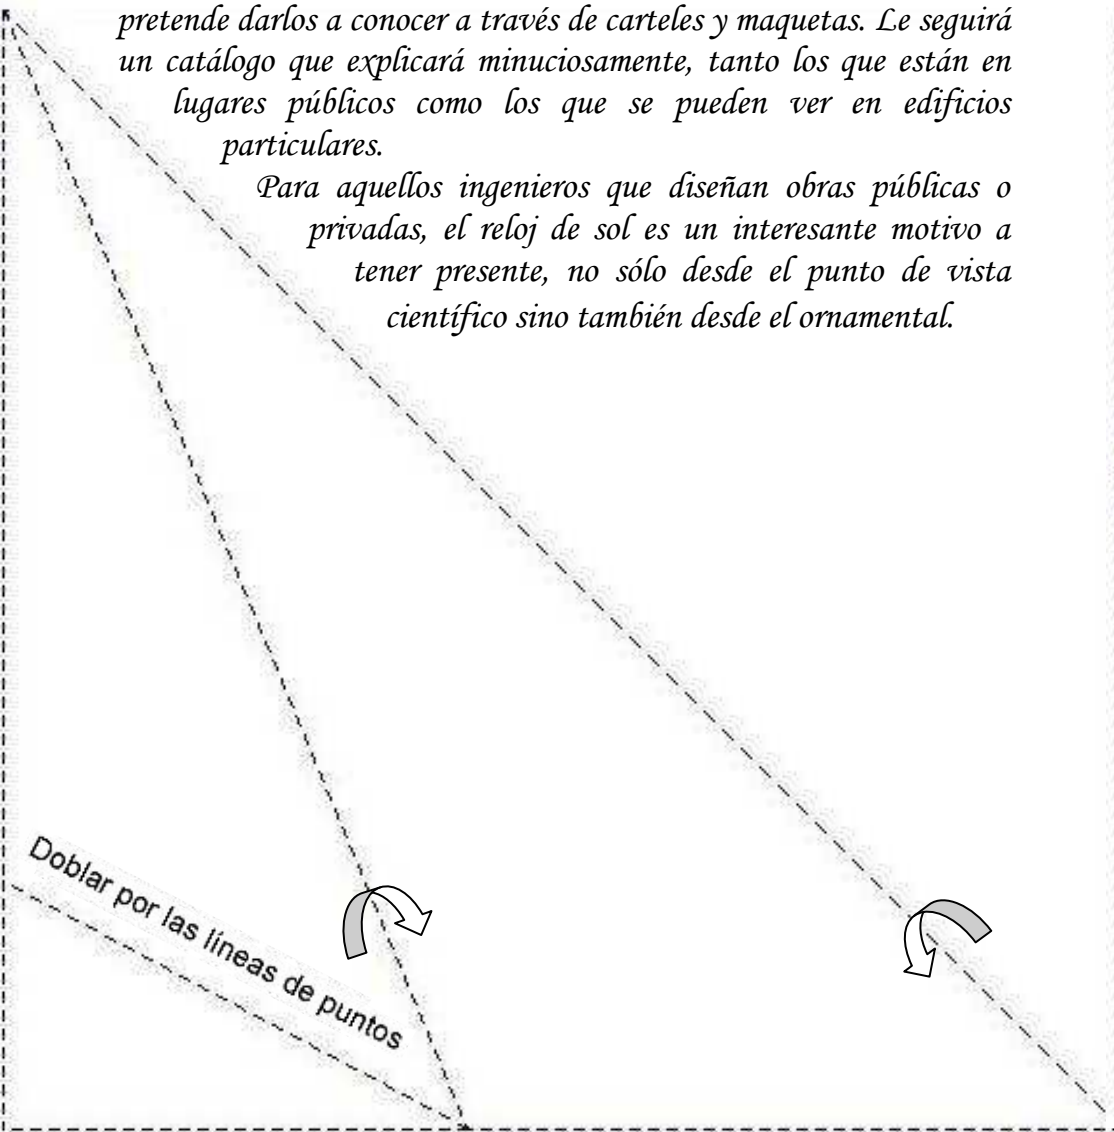 pretende darlos a conocer a través de carteles y maquetas. Le seguirá
un catálogo que explicará minuciosamente, tanto los que están en
lugares públicos como los que se pueden ver en edificios
particulares.
Para aquellos ingenieros que diseñan obras públicas o
privadas, el reloj de sol es un interesante motivo a
tener presente, no sólo desde el punto de vista
científico sino también desde el ornamental.
Doblar por las líneas de puntos